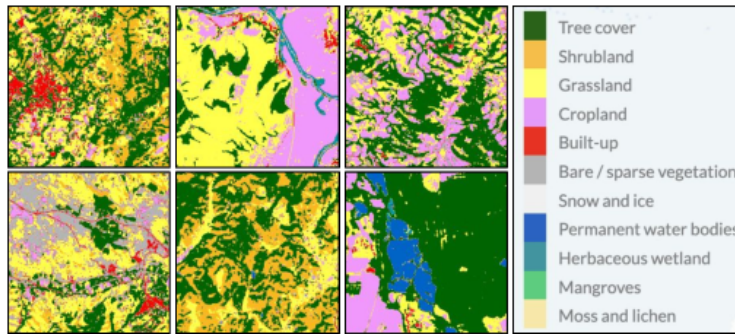 Tree cover
Shrubland
Grassland
Cropland
Built-up
Bare / sparse vegetation
Snow and ice
Permanent water bodies
Herbaceous wetland
Mangroves
Moss and lichen